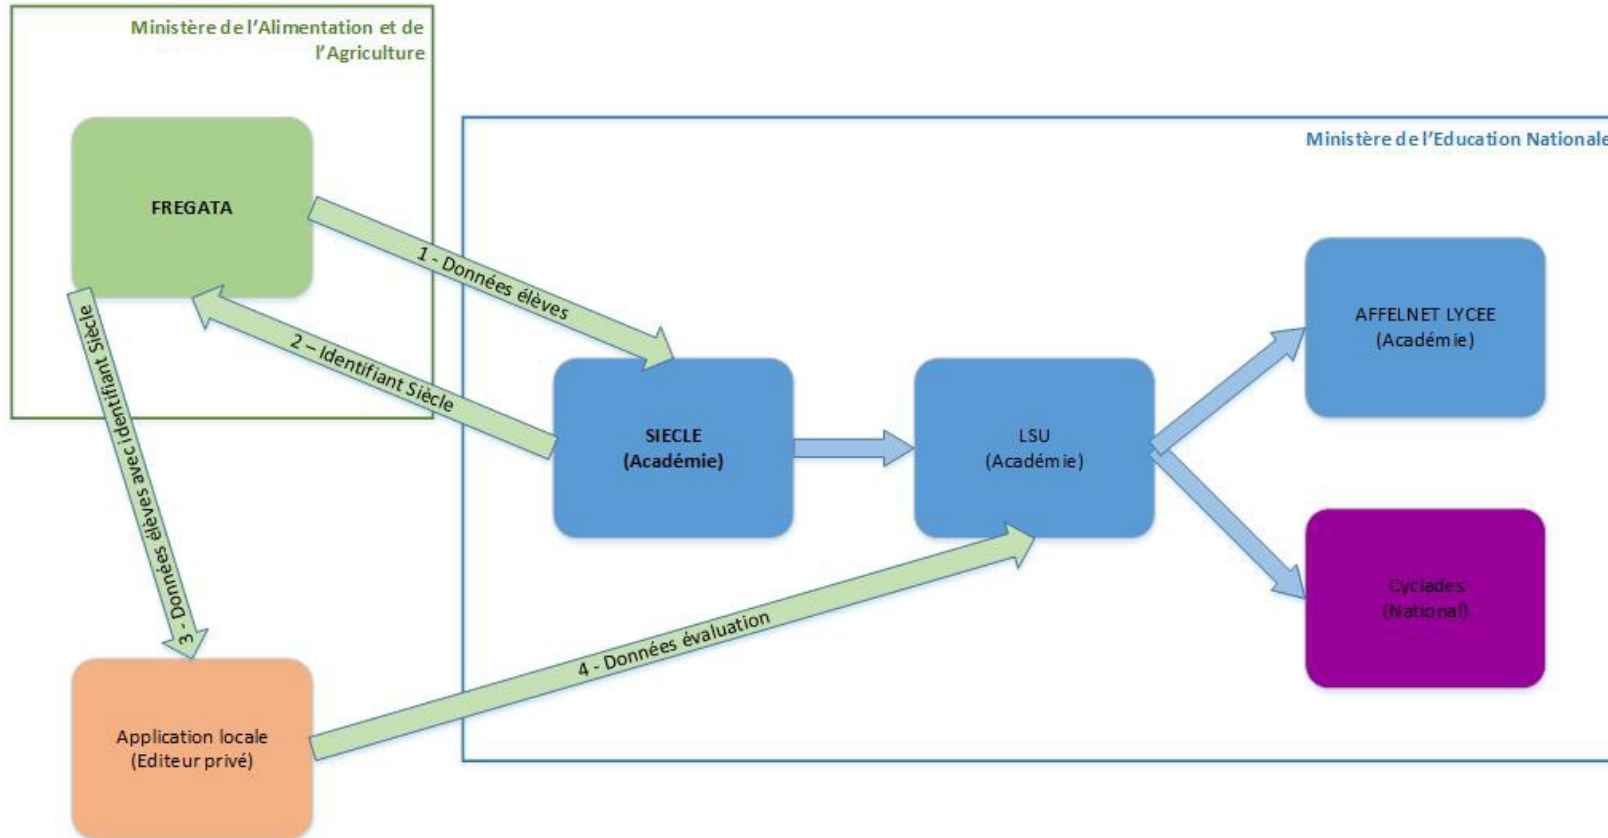 Ministère de l'Alimentation et de
l'Agriculture
Ministère de l'Education Nationale
FREGATA
1 - Données élèves
2 – Identifiant Siècle
3 - Données élèves avec identifiant Siècle
AFFELNET LYCEE
(Académie)
SIECLE
(Académie)
LSU
(Académie)
Cyclades
(National)
4 - Données évaluation
Application locale
(Editeur privé)